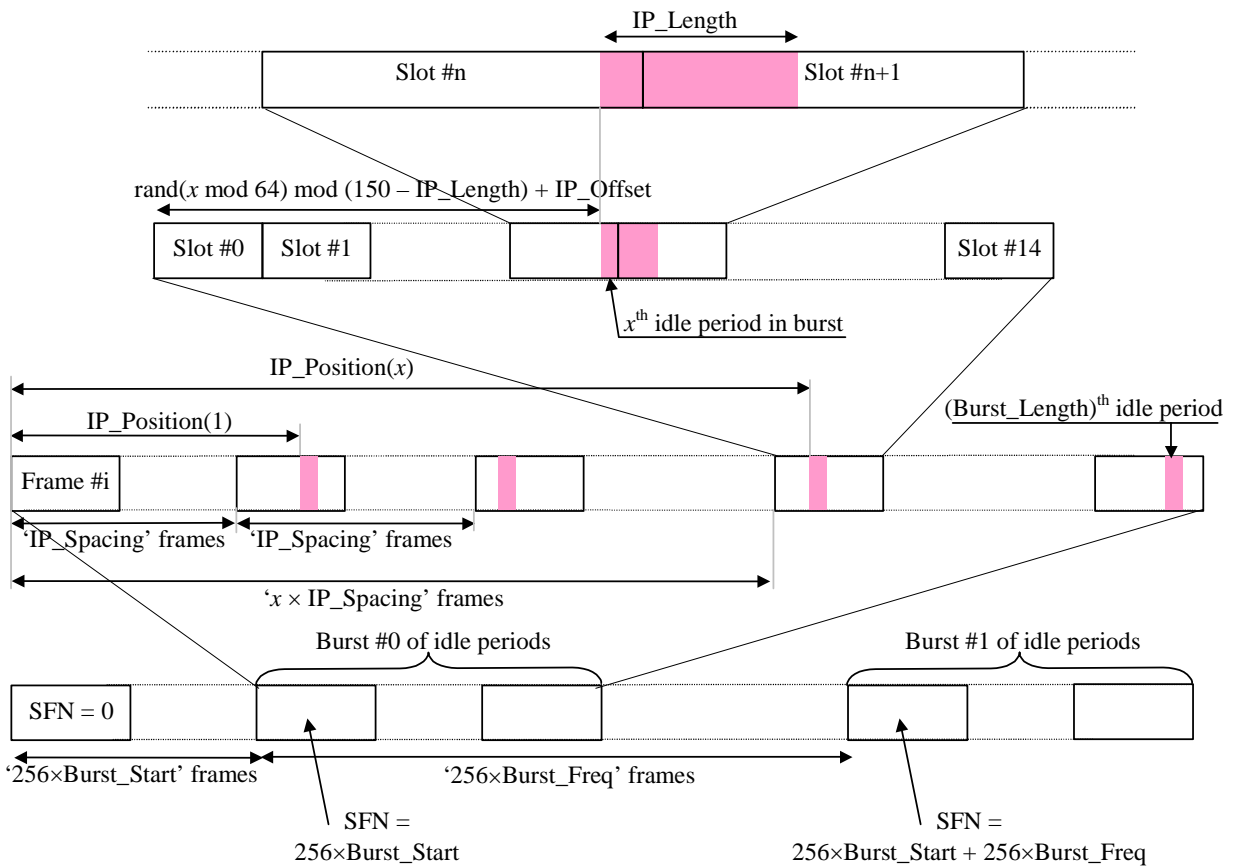 IP_Length
Slot #n
Slot #n+1
rand(x mod 64) mod (150 – IP_Length) + IP_Offset
Slot #0
Slot #1
Slot #14
xth idle period in burst
IP_Position(x)
(Burst_Length)th idle period
IP_Position(1)
Frame #i
‘IP_Spacing’ frames
‘IP_Spacing’ frames
‘x × IP_Spacing’ frames
Burst #0 of idle periods
Burst #1 of idle periods
SFN = 0
‘256×Burst_Start’ frames
‘256×Burst_Freq’ frames
SFN =
256×Burst_Start
SFN =
256×Burst_Start + 256×Burst_Freq